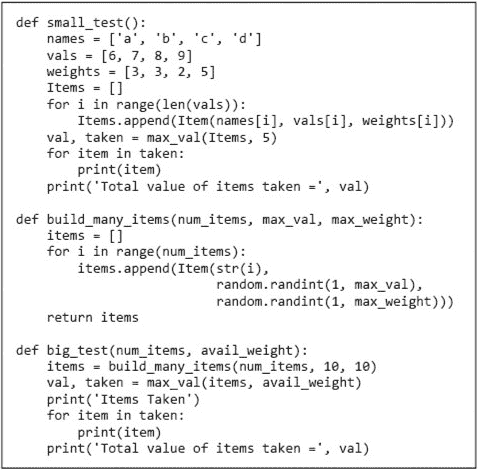 def small_test():
    names = ['a', 'b', 'c', 'd']
    vals = [6, 7, 8, 9]
    weights = [3, 3, 2, 5]
    Items = []
    for i in range(len(vals)):
        Items.append(Item(names[i], vals[i], weights[i]))
    val, taken = max_val(Items, 5)
    for item in taken:
        print(item)
    print('Total value of items taken =', val)

def build_many_items(num_items, max_val, max_weight):
    items = []
    for i in range(num_items):
        items.append(Item(str(i),
                          random.randint(1, max_val),
                          random.randint(1, max_weight)))
    return items

def big_test(num_items, avail_weight):
    items = build_many_items(num_items, 10, 10)
    val, taken = max_val(items, avail_weight)
    print('Items Taken')
    for item in taken:
        print(item)
    print('Total value of items taken =', val)